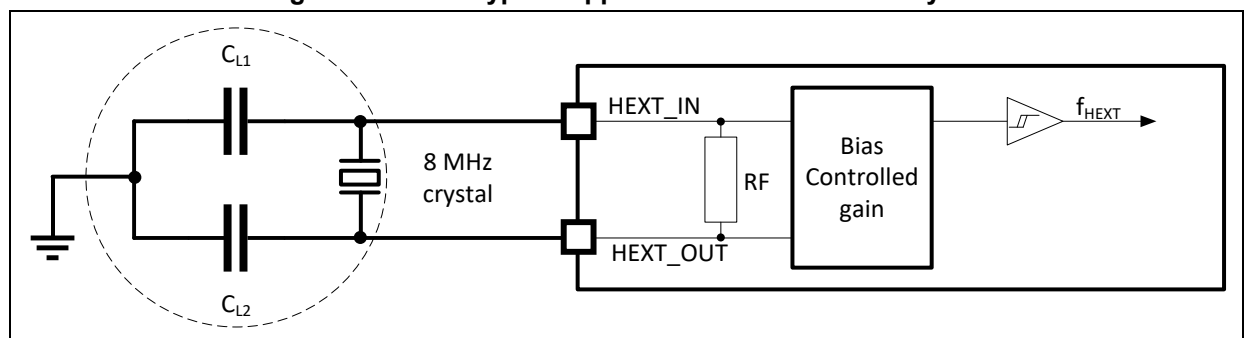 C_L1
HEXT_IN
f_HEXT
8 MHz
crystal
RF
Bias
Controlled
gain
HEXT_OUT
C_L2